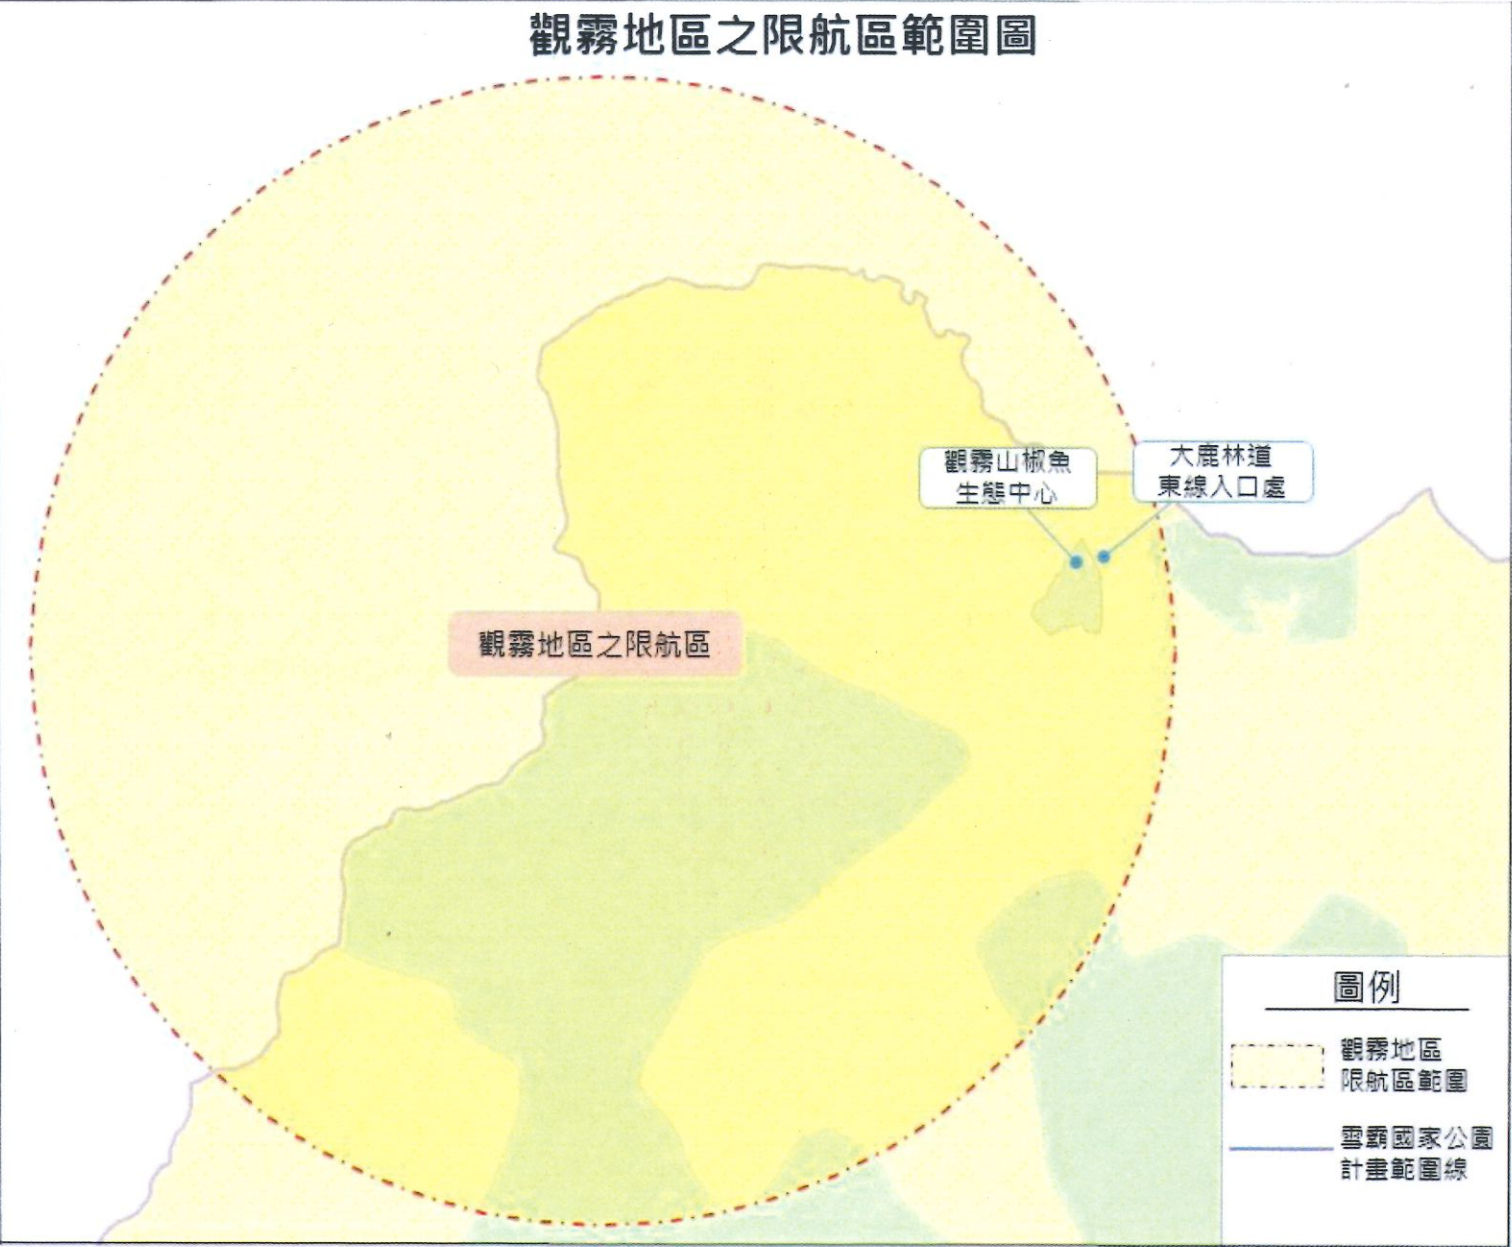 觀霧地區之限航區範圍圖
觀霧山椒魚
生態中心
大鹿林道
東線入口處
觀霧地區之限航區
圖例
觀霧地區
限航區範圍
雪霸國家公園
計畫範圍線